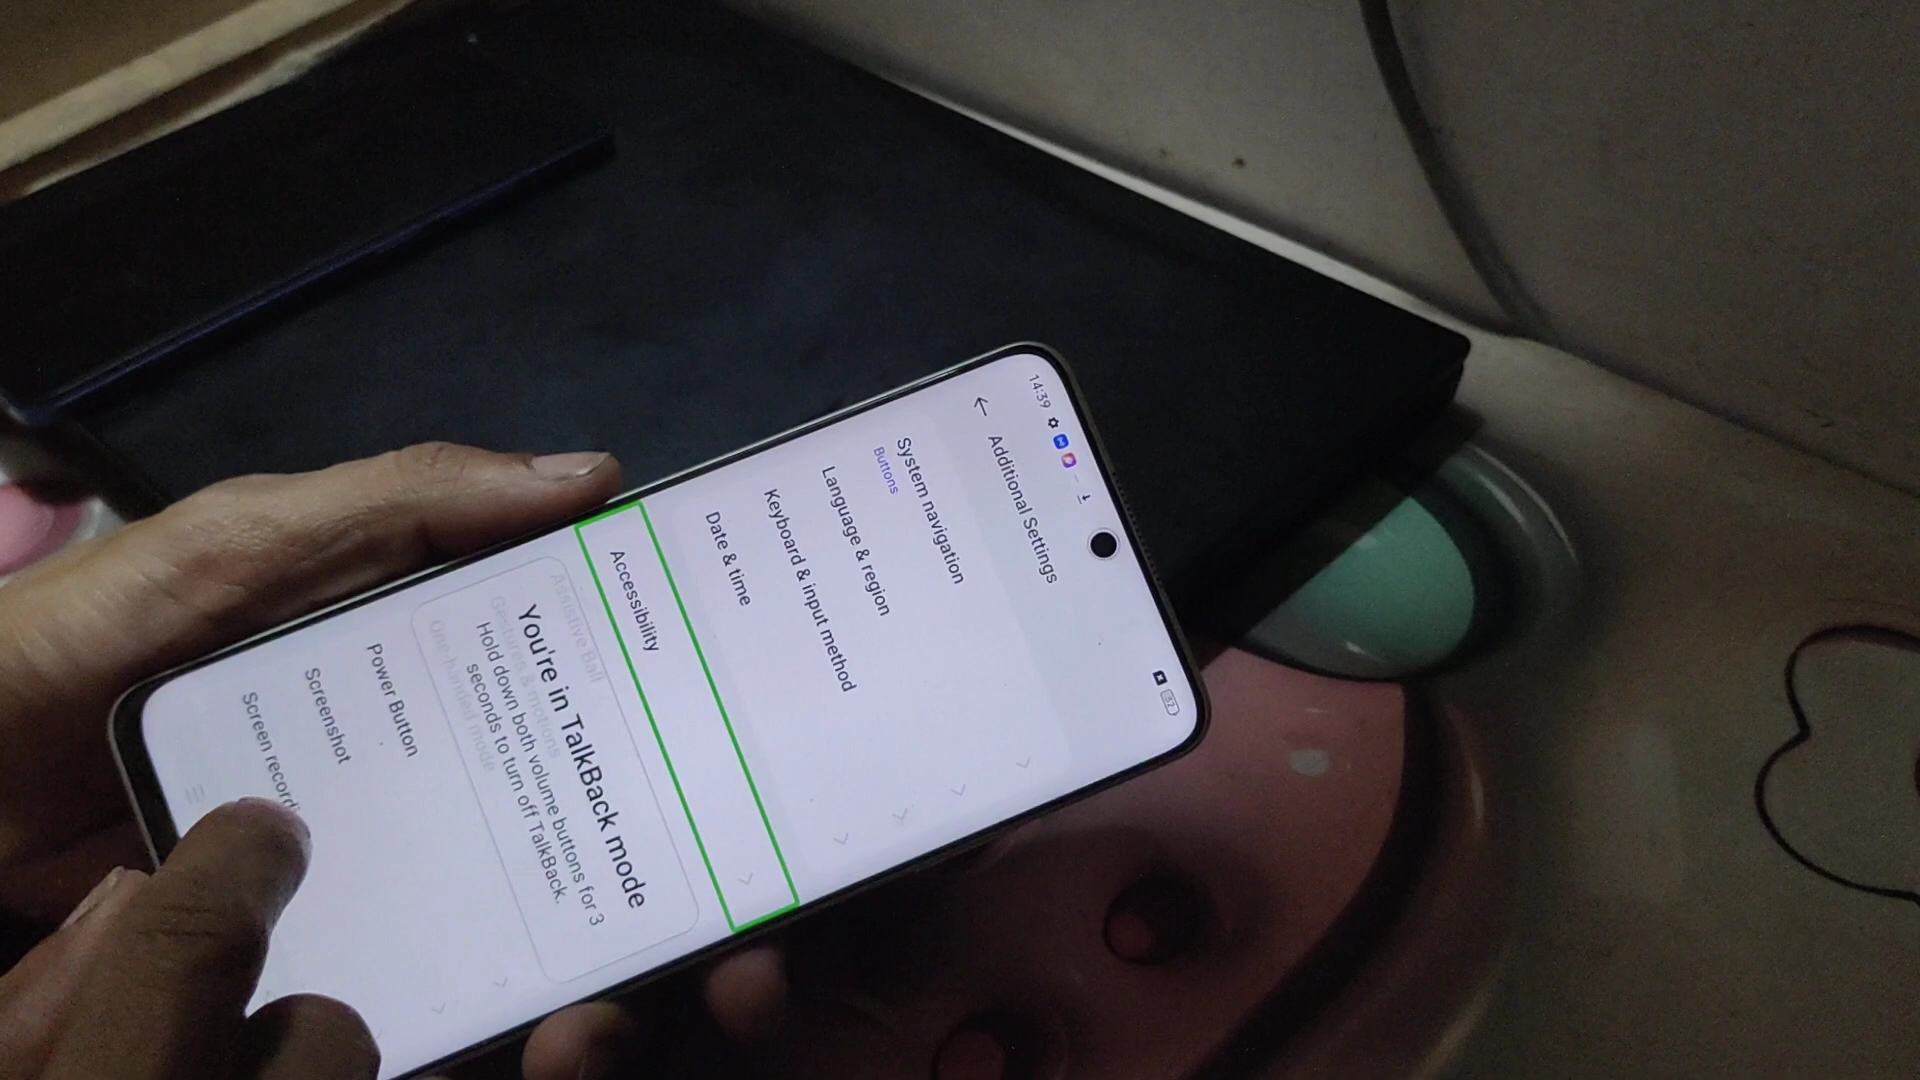 14:39
32
Additional Settings
System navigation
Buttons
Language & region
Keyboard & input method
Date & time
Accessibility
Assistive Ball
You're in TalkBack mode
Gestures & motions
Hold down both volume buttons for 3
seconds to turn off TalkBack.
One-handed mode
Power Button
Screenshot
Screen recordi